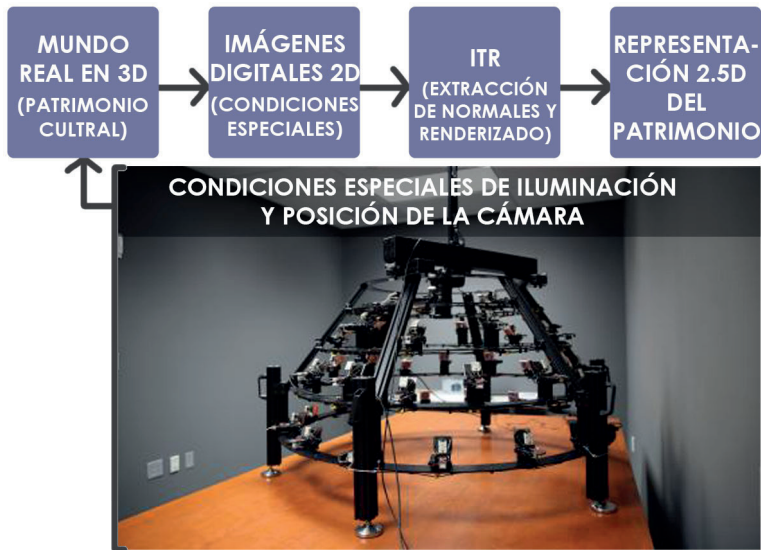 MUNDO
REAL EN 3D
(PATRIMONIO
CULTRAL)
IMÁGENES
DIGITALES 2D
(CONDICIONES
ESPECIALES)
ITR
(EXTRACCIÓN
DE NORMALES Y
RENDERIZADO)
REPRESENTA-
CIÓN 2.5D
DEL
PATRIMONIO
CONDICIONES ESPECIALES DE ILUMINACIÓN
Y POSICIÓN DE LA CÁMARA